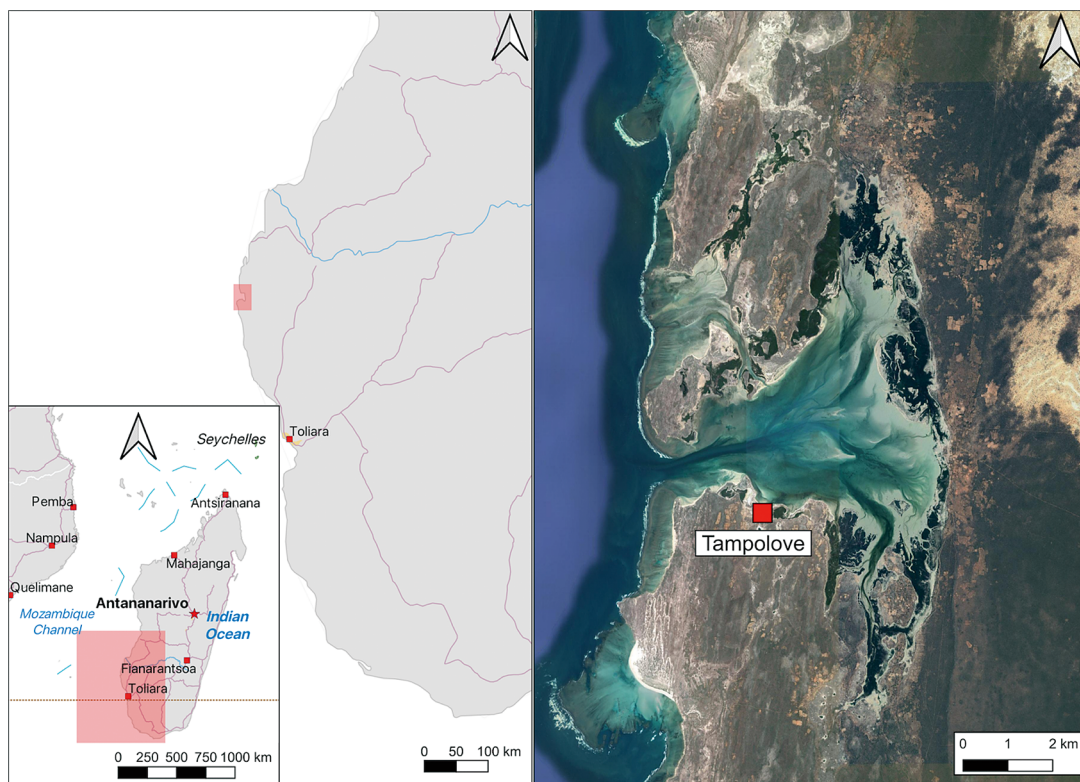 Toliara
Seychelles
Pemba
Antsiranana
Nampula
Mahajanga
Quelimane
Antananarivo
Mozambique
Channel
Indian
Ocean
Fianarantsoa
Toliara
0 250 500 750 1000 km
0 50 100 km
Tampolove
0 1 2 km